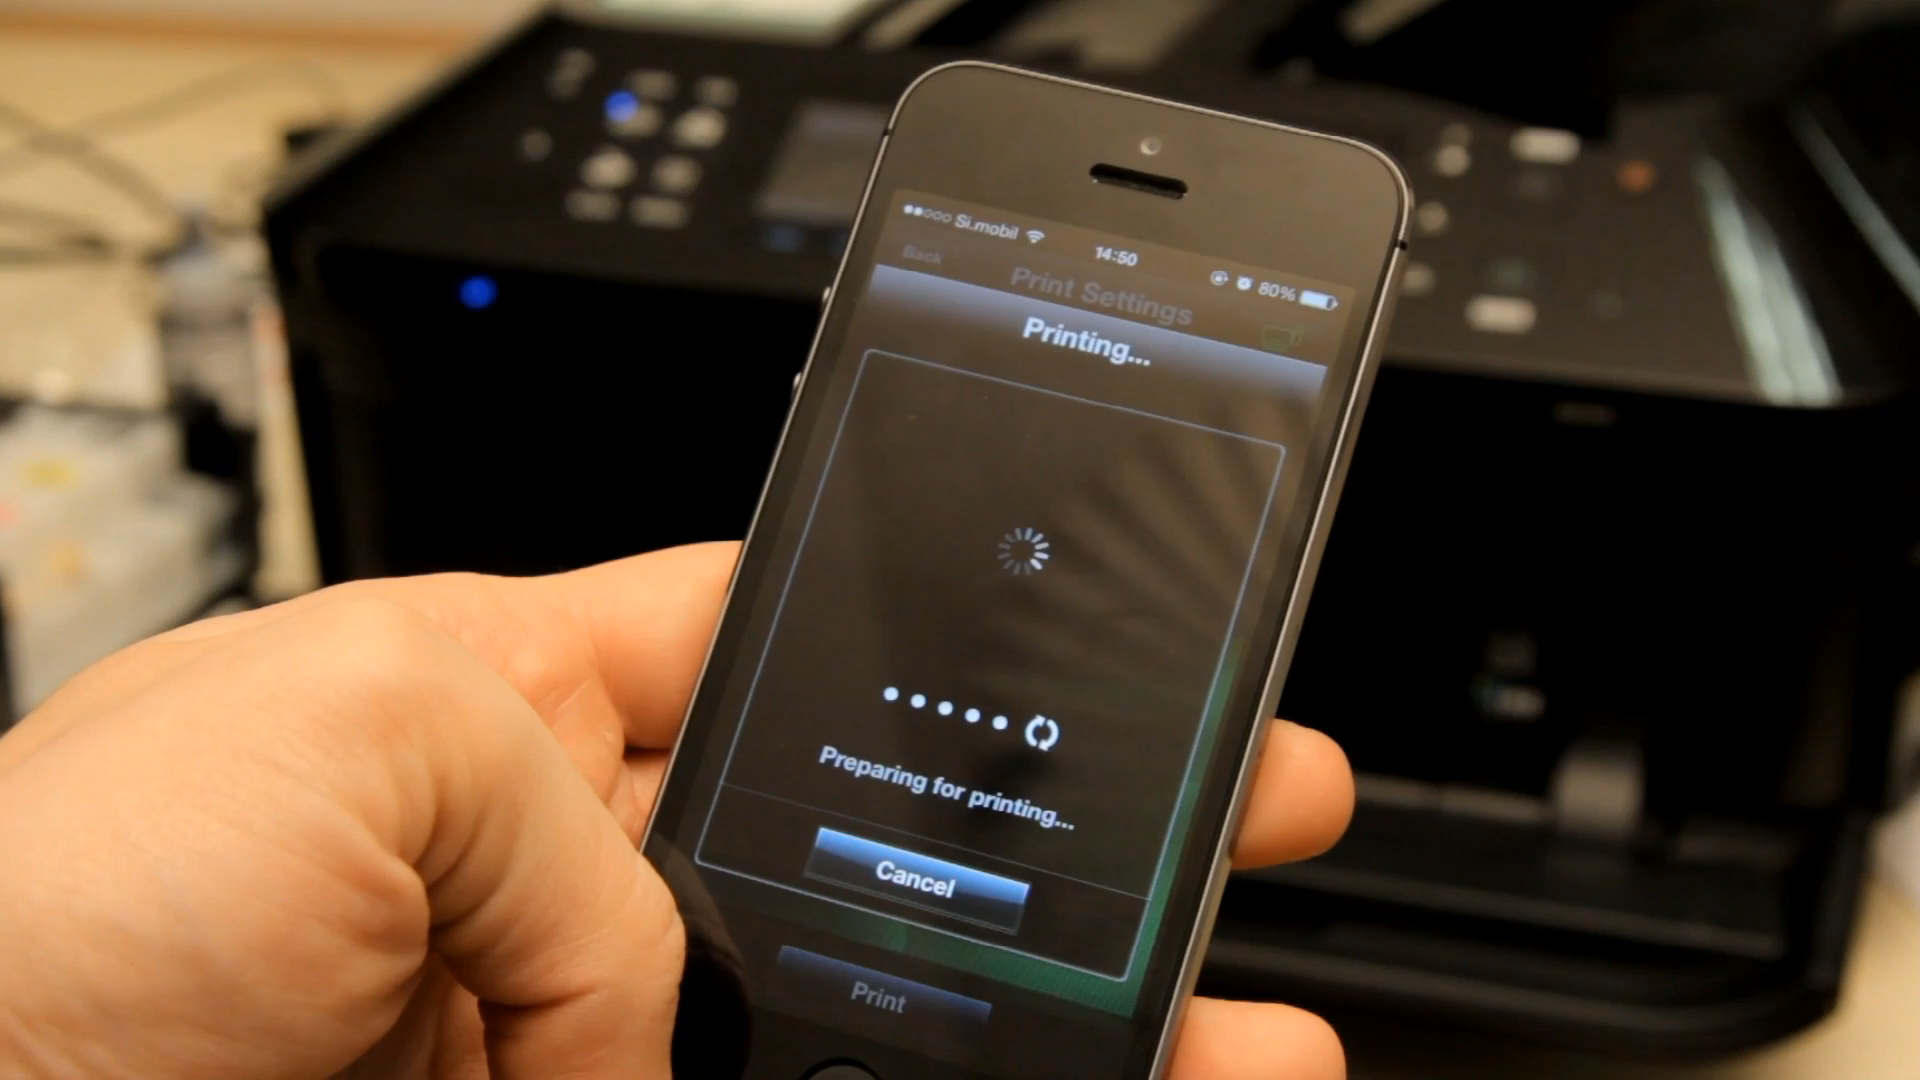 Si.mobil 14:50 80%
Back Print Settings
Printing...
Preparing for printing...
Cancel
Print